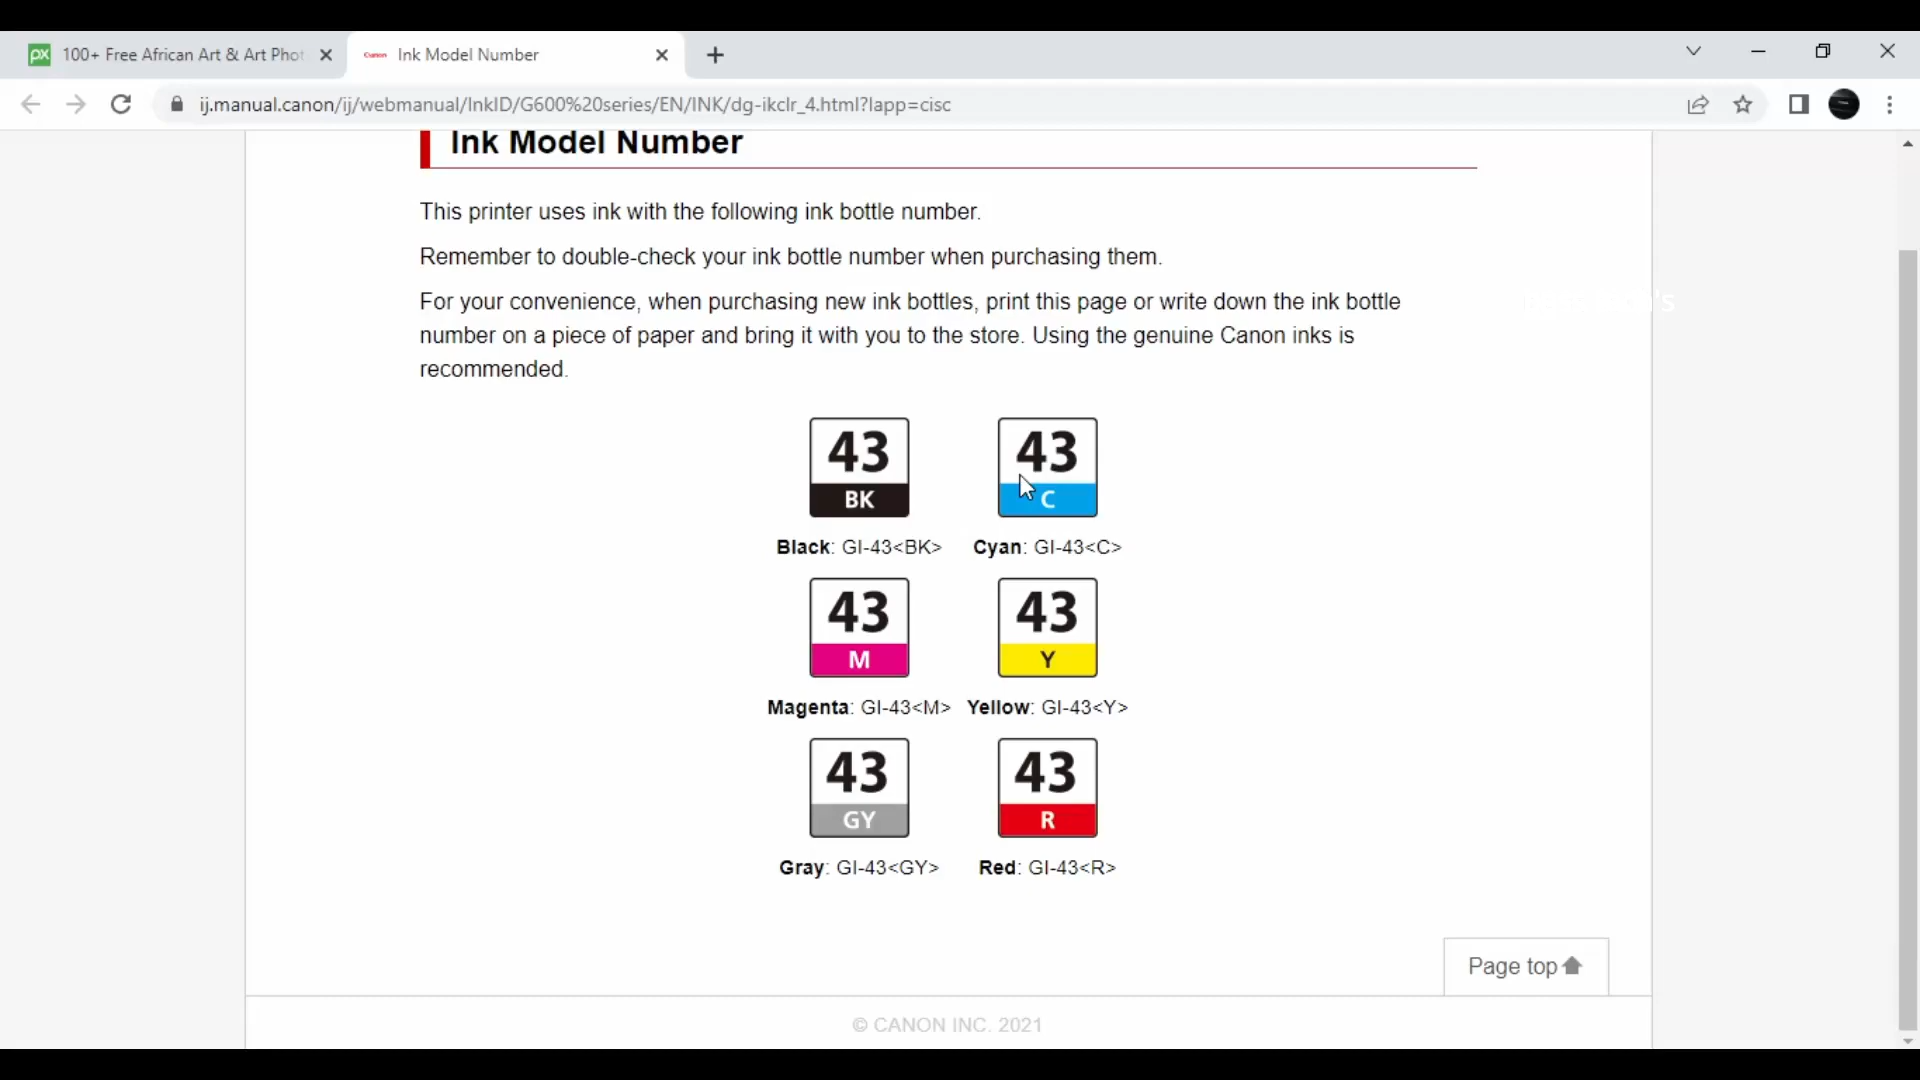 px 100+ Free African Art & Art Phot
Canon Ink Model Number
ij.manual.canon/ij/webmanual/InkID/G600%20series/EN/INK/dg-ikclr_4.html?lapp=cisc
Ink Model Number
This printer uses ink with the following ink bottle number.
Remember to double-check your ink bottle number when purchasing them.
For your convenience, when purchasing new ink bottles, print this page or write down the ink bottle
number on a piece of paper and bring it with you to the store. Using the genuine Canon inks is
recommended.
43 43
BK C
Black: GI-43<BK> Cyan: GI-43<C>
43 43
M Y
Magenta: GI-43<M> Yellow: GI-43<Y>
43 43
GY R
Gray: GI-43<GY> Red: GI-43<R>
Page top
© CANON INC. 2021